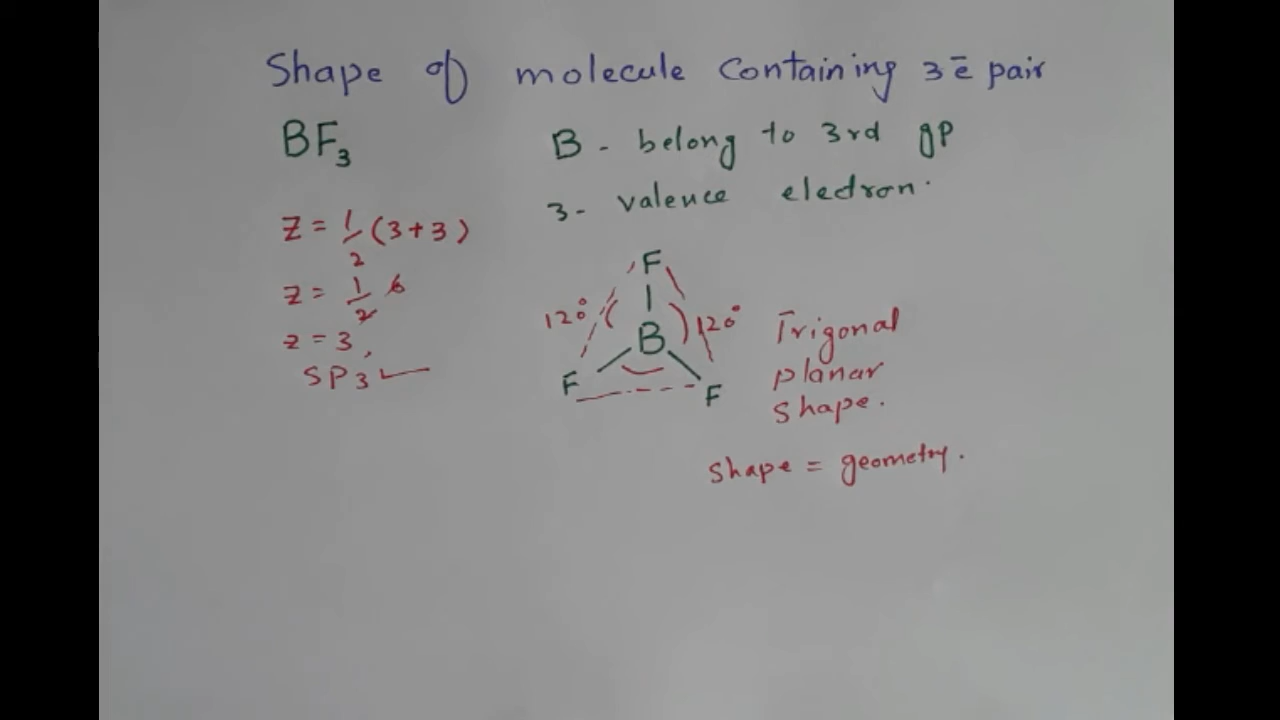 Shape of molecule containing 3ē pair
BF₃
B - belong to 3rd gp
3 - valence electron.
Z = 1/2 (3+3)
Z = 1/2 6
Z = 3,
SP₃
F
B
F
F
120°
120°
Trigonal
planar
shape.
shape = geometry.